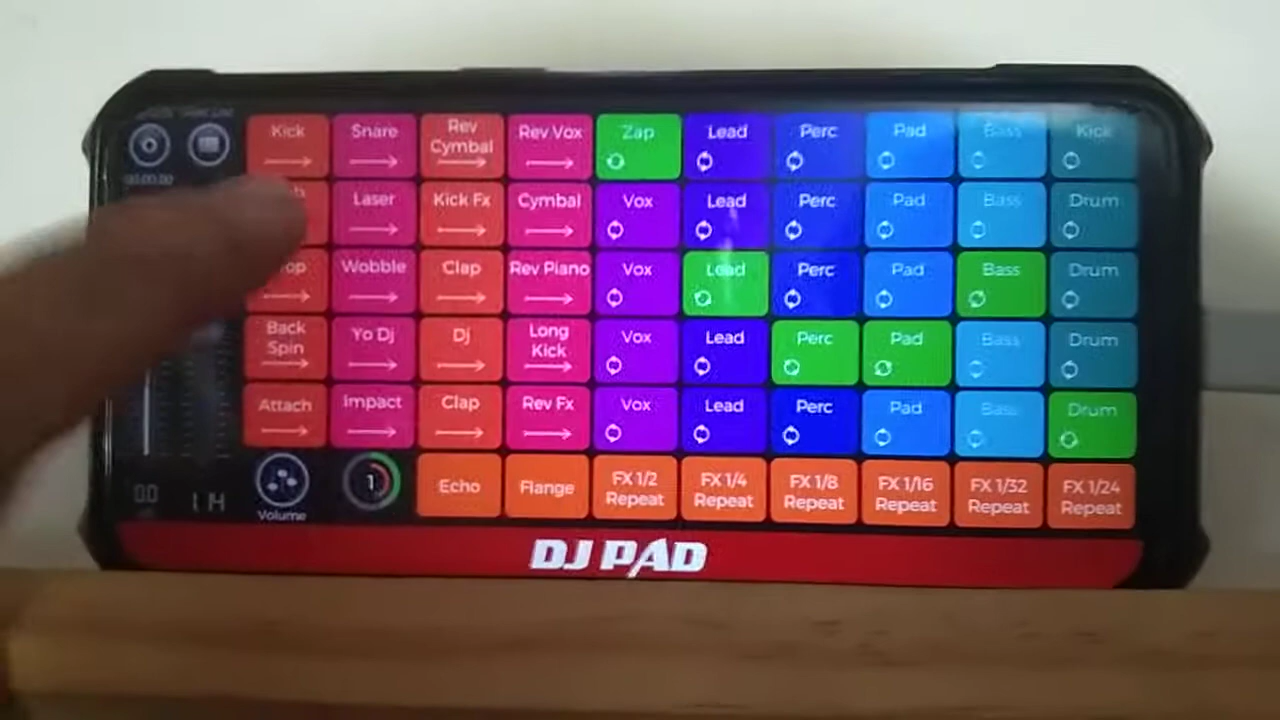 Kick Snare Rev Cymbal Rev Vox Zap Lead Perc Pad Bass Kick
Laser Kick Fx Cymbal Vox Lead Perc Pad Bass Drum
Wobble Clap Rev Piano Vox Lead Perc Pad Bass Drum
Back Spin Yo Dj Dj Long Kick Vox Lead Perc Pad Bass Drum
Attach Impact Clap Rev Fx Vox Lead Perc Pad Bass Drum
1 Echo Flange FX 1/2 Repeat FX 1/4 Repeat FX 1/8 Repeat FX 1/16 Repeat FX 1/32 Repeat FX 1/24 Repeat
Volume
DJ PAD